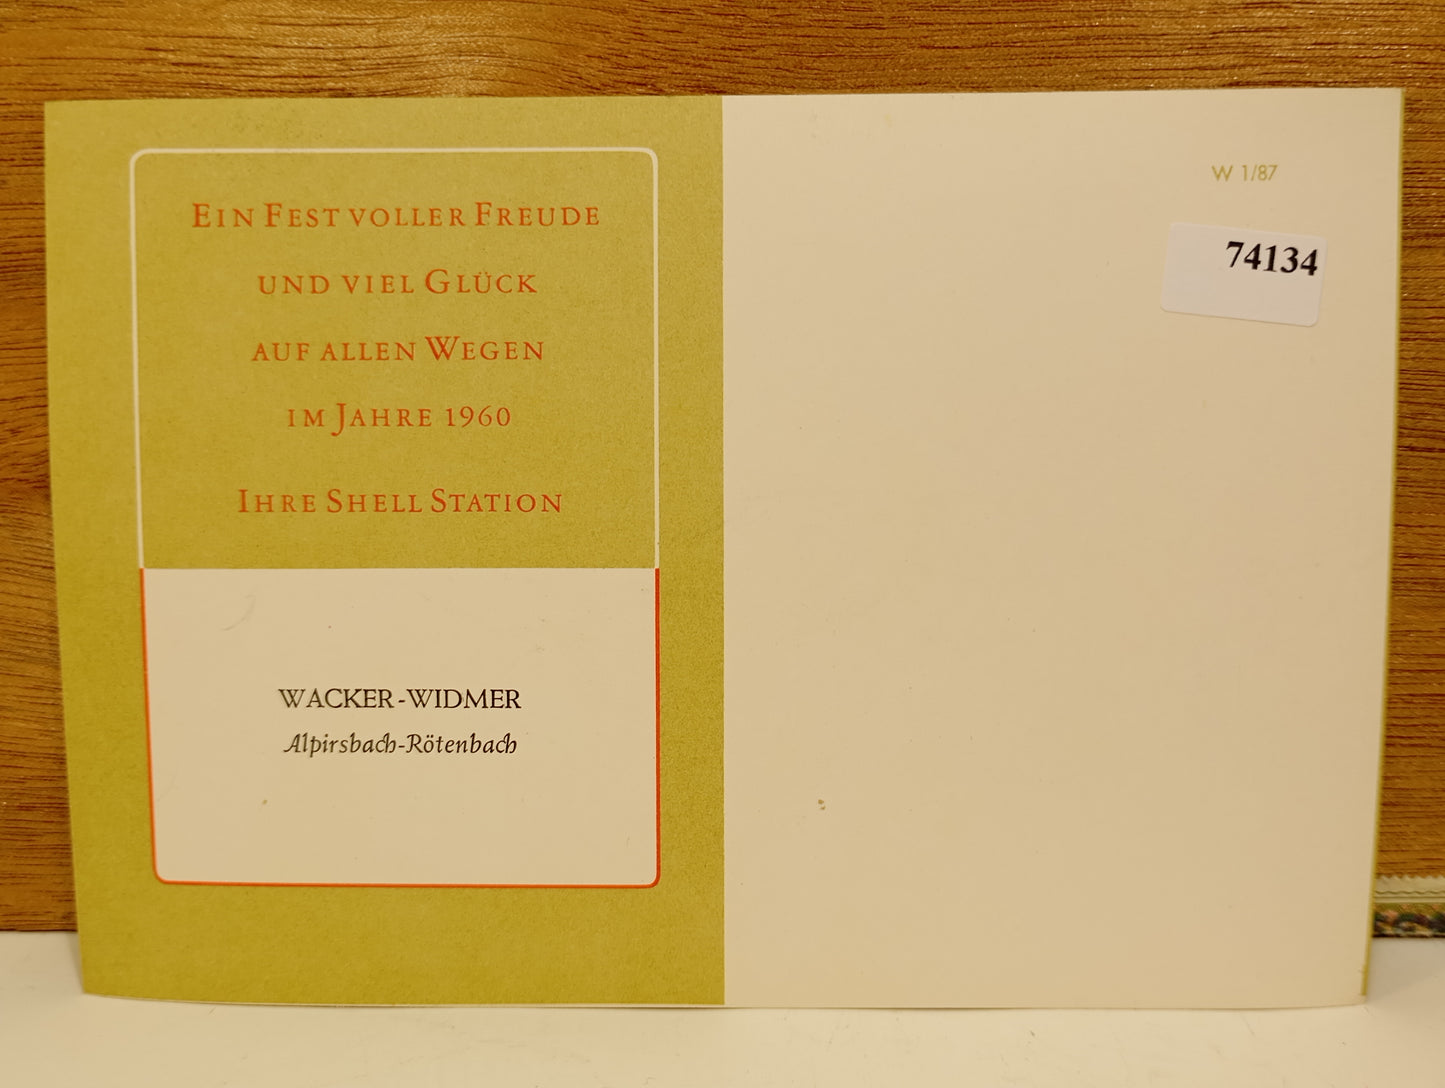 EIN FEST VOLLER FREUDE
UND VIEL GLÜCK
AUF ALLEN WEGEN
IM JAHRE 1960
IHRE SHELL STATION
WACKER-WIDMER
Alpirsbach-Rötenbach
W 1/87
74134